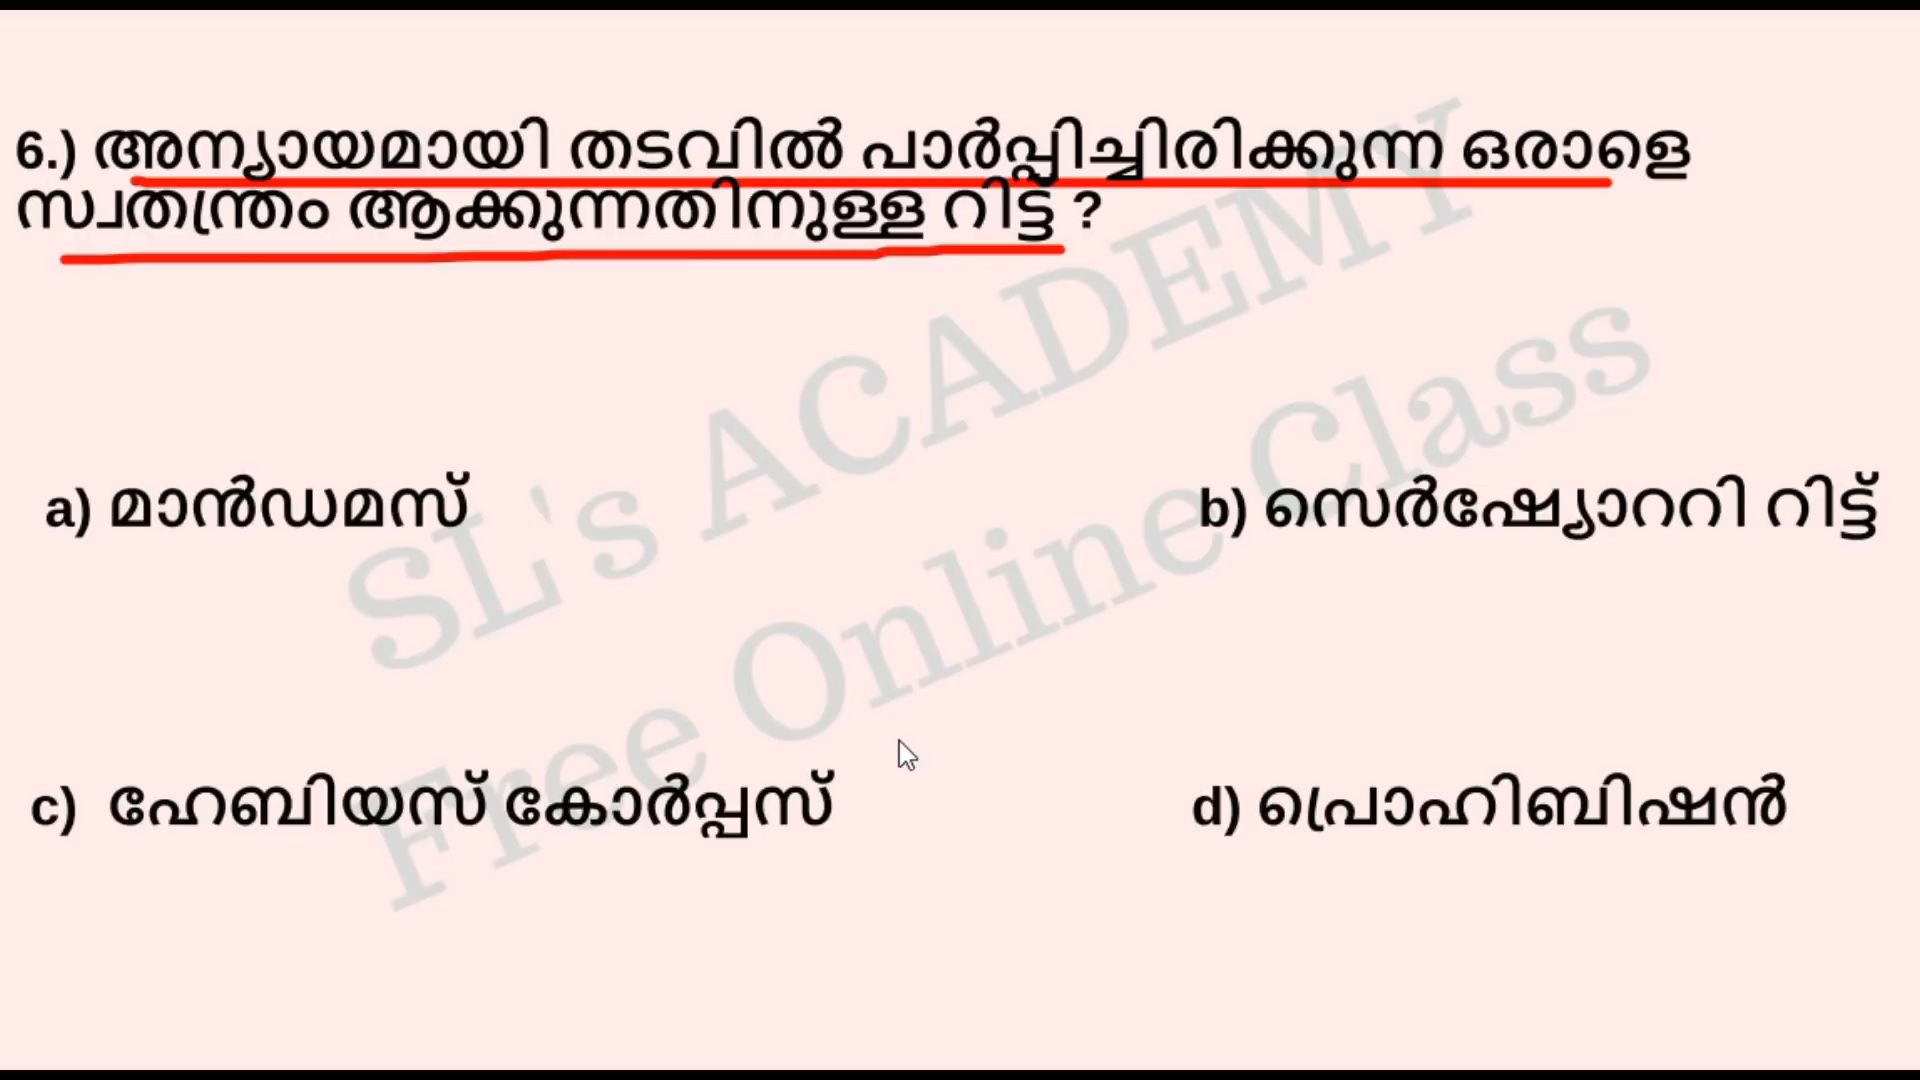 6.) അന്യായമായി തടവിൽ പാർപ്പിച്ചിരിക്കുന്ന ഒരാളെ
സ്വതന്ത്രം ആക്കുന്നതിനുള്ള റിട്ട് ?
SL's ACADEMY
Free Online Class
a) മാൻഡമസ്
b) സെർഷ്യോററി റിട്ട്
c) ഹേബിയസ് കോർപ്പസ്
d) പ്രൊഹിബിഷൻ